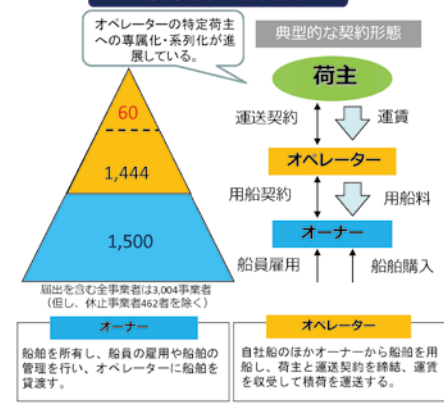 オペレーターの特定荷主
への専属化・系列化が進
展している。
典型的な契約形態
荷主
60
運送契約
運賃
オペレーター
1,444
用船契約
用船料
オーナー
1,500
船員雇用
船舶購入
届出を含む全事業者は3,004事業者
(但し、休止事業者462者を除く)
オーナー
船舶を所有し、船員の雇用や船舶の
管理を行い、オペレーターに船舶を
貸渡す。
オペレーター
自社船のほかオーナーから船舶を用
船し、荷主と運送契約を締結、運賃
を収受して積荷を運送する。